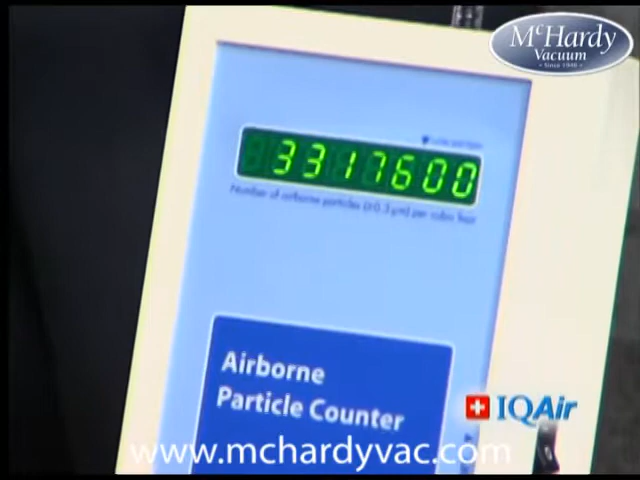 McHardy
Vacuum
Since 1946
3317600
Number of airborne particles (≥0.3 µm) per cubic foot
Airborne
Particle Counter
IQAir
www.mchardyvac.com